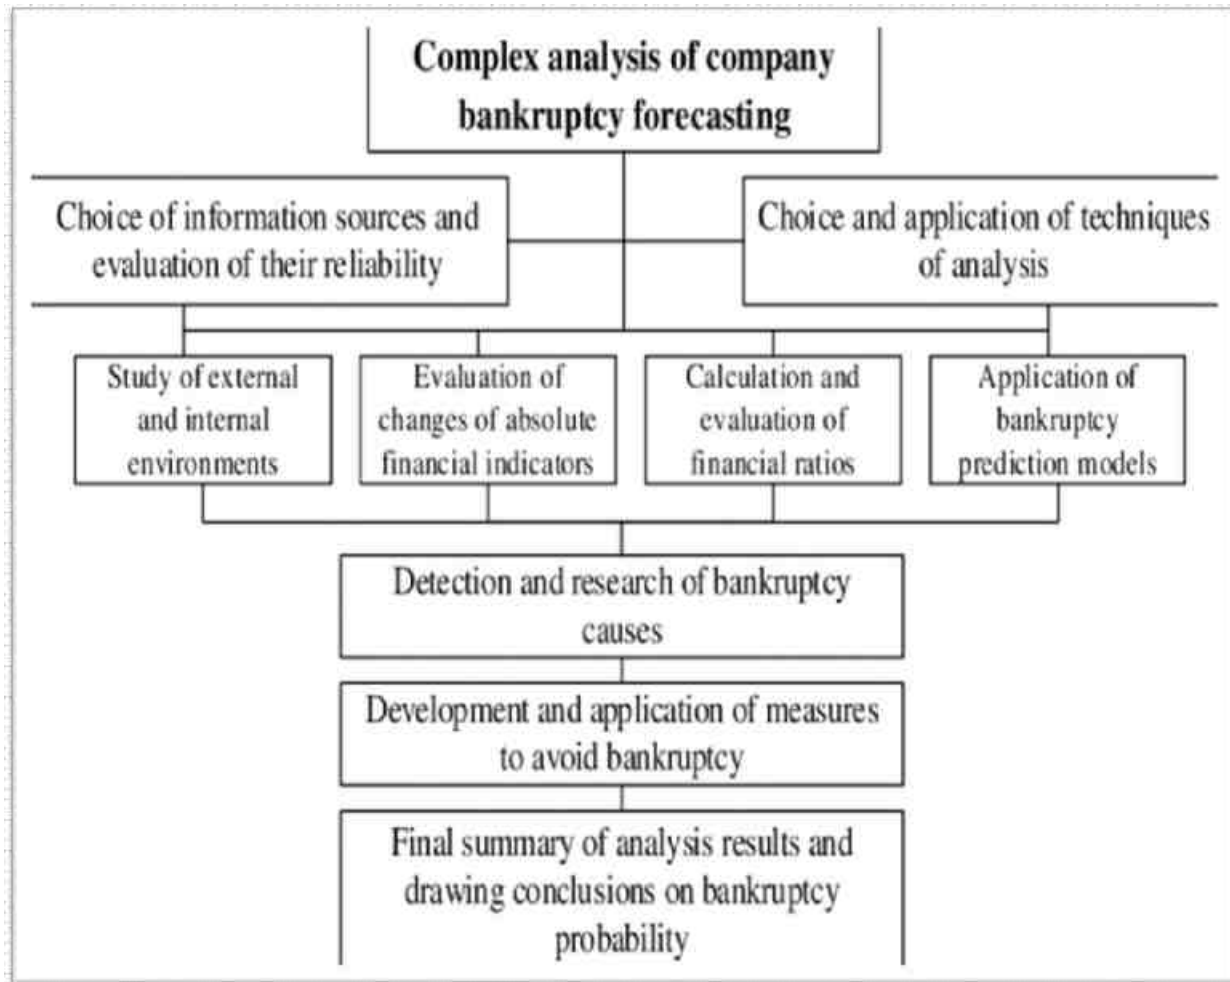 Complex analysis of company
bankruptcy forecasting
Choice of information sources and
evaluation of their reliability
Choice and application of techniques
of analysis
Study of external
and internal
environments
Evaluation of
changes of absolute
financial indicators
Calculation and
evaluation of
financial ratios
Application of
bankruptcy
prediction models
Detection and research of bankruptcy
causes
Development and application of measures
to avoid bankruptcy
Final summary of analysis results and
drawing conclusions on bankruptcy
probability